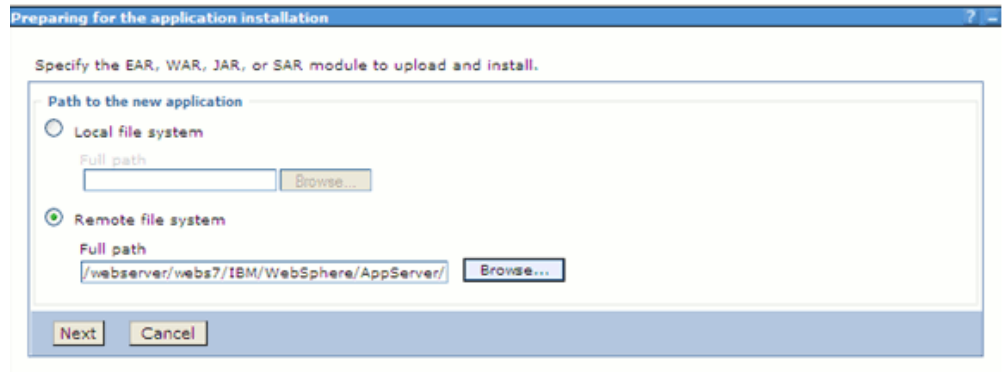 Preparing for the application installation ? –
Specify the EAR, WAR, JAR, or SAR module to upload and install.
Path to the new application
Local file system
Full path
Browse...
Remote file system
Full path
/webserver/webs7/IBM/WebSphere/AppServer/ Browse...
Next Cancel